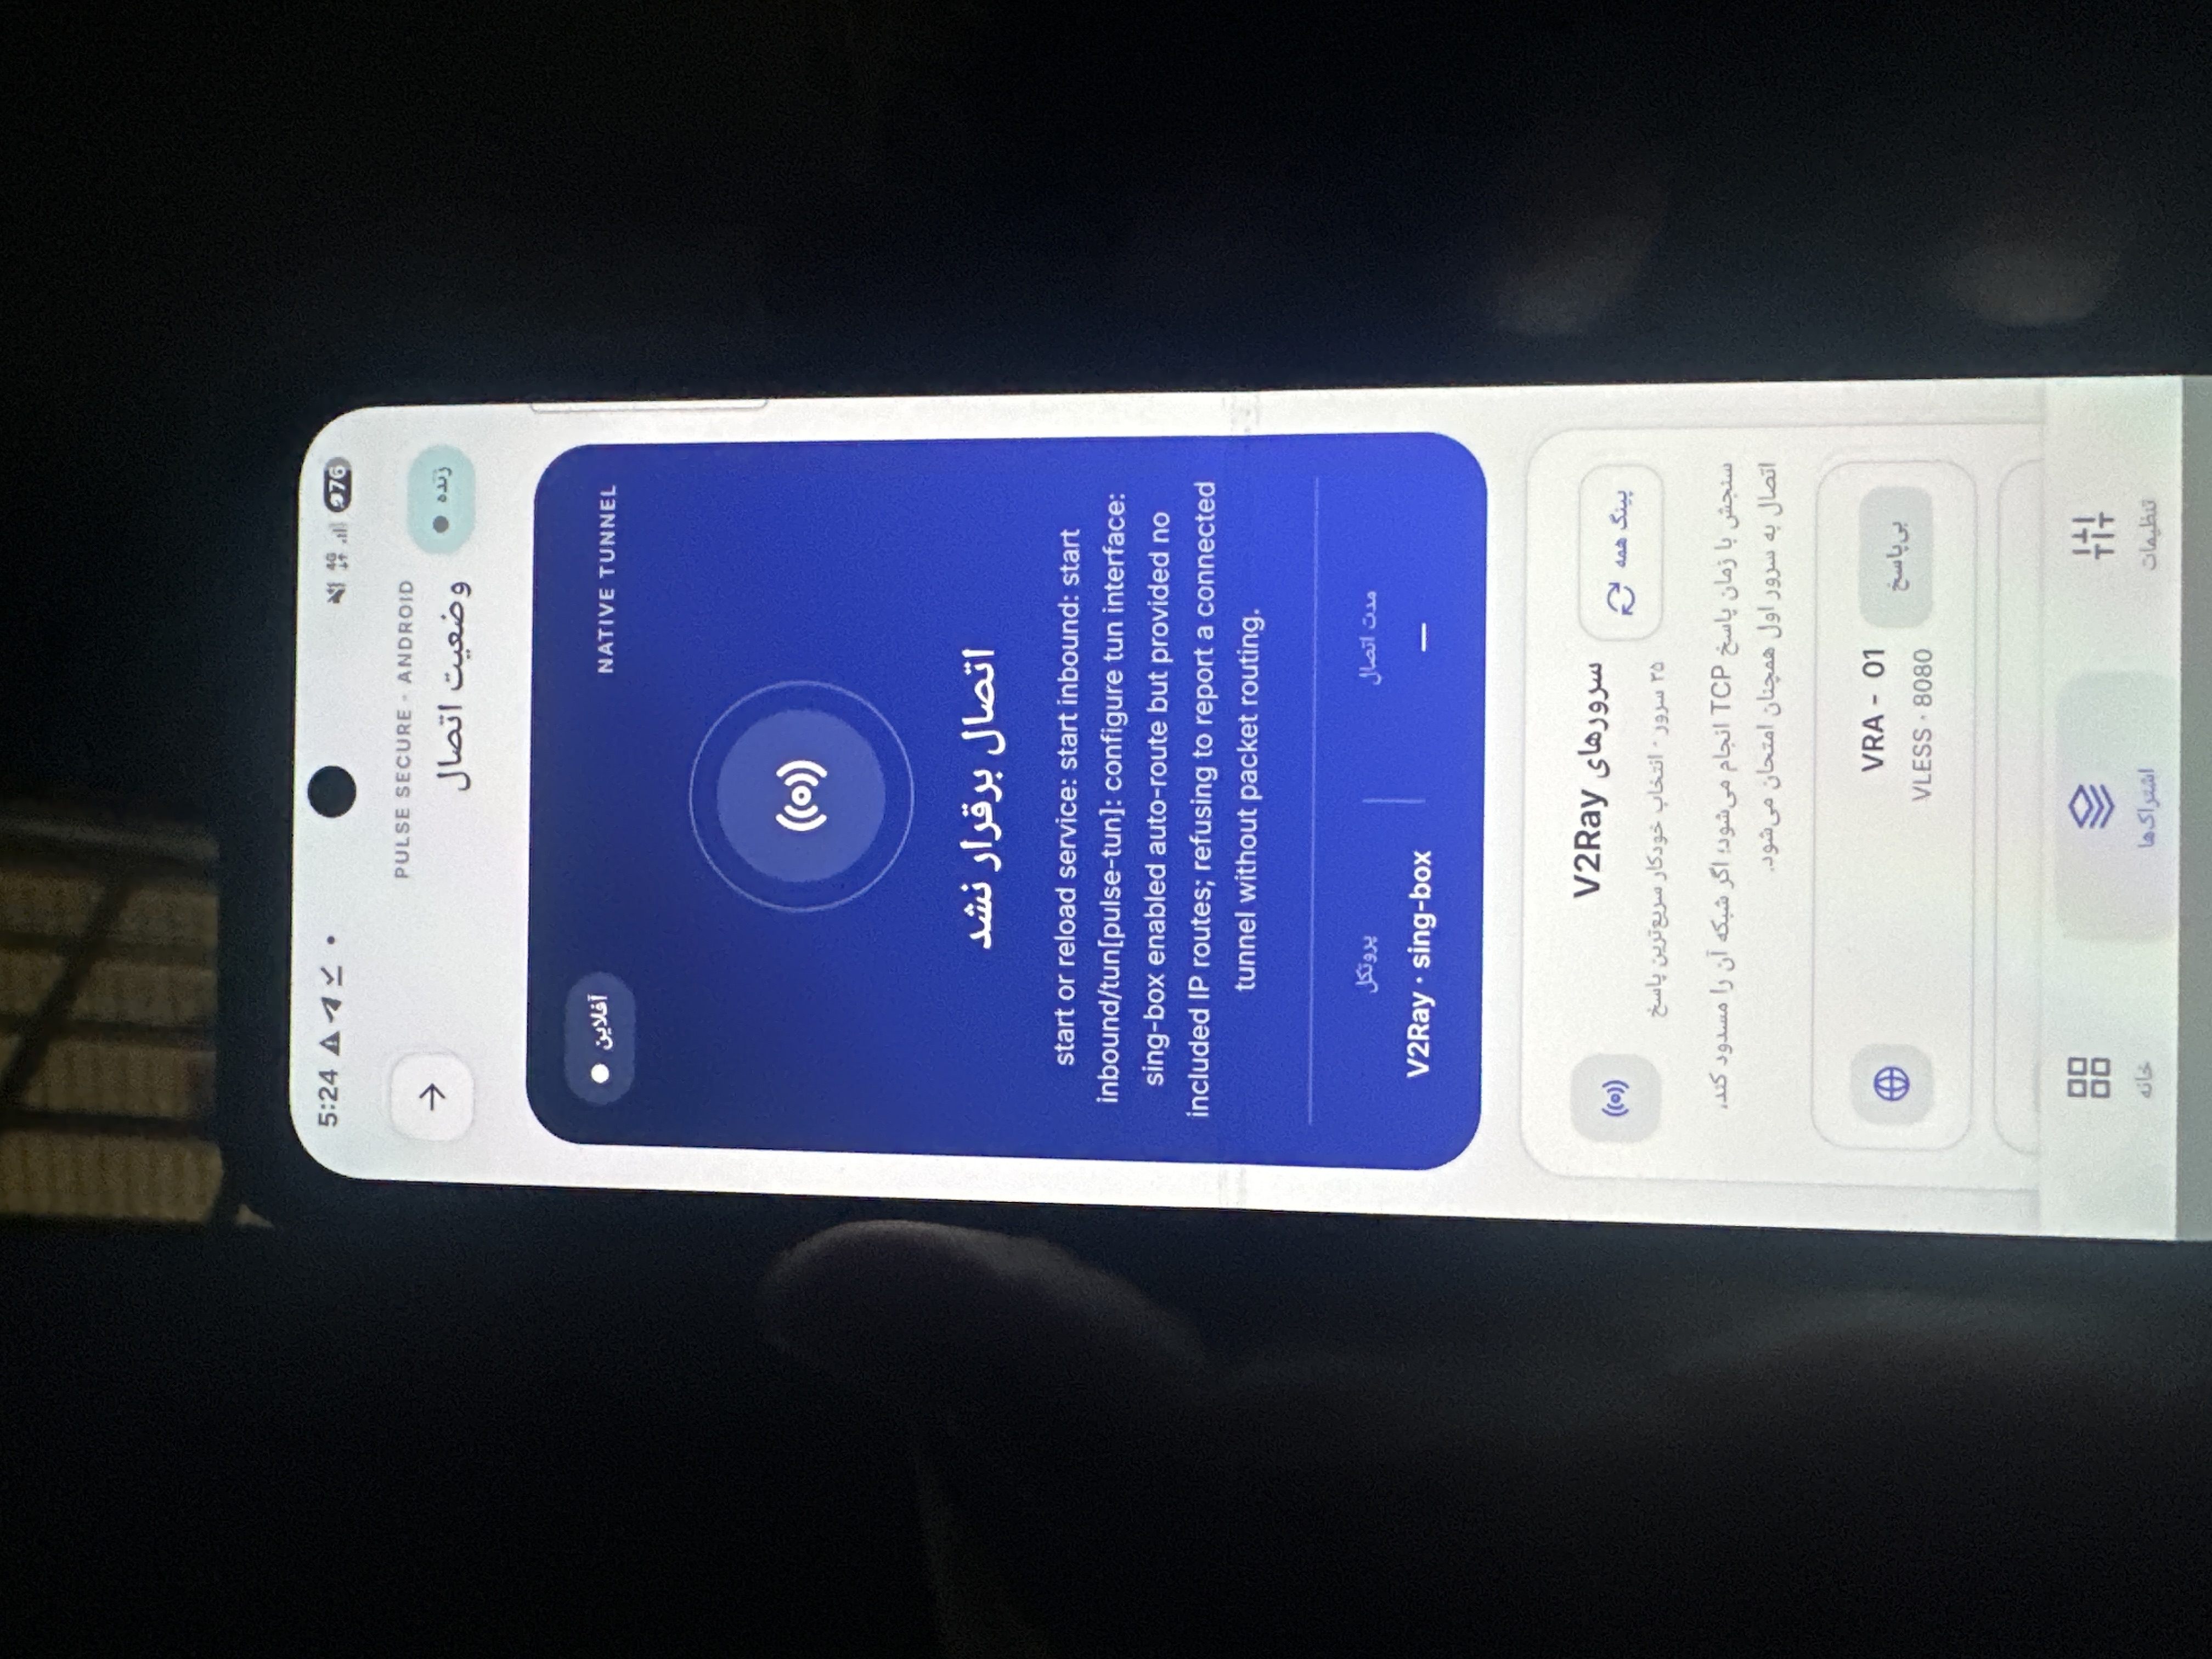 5:24
4G
76
PULSE SECURE - ANDROID
وضعیت اتصال
زنده
آفلاین
NATIVE TUNNEL
اتصال برقرار نشد
start or reload service: start inbound: start
inbound/tun[pulse-tun]: configure tun interface:
sing-box enabled auto-route but provided no
included IP routes; refusing to report a connected
tunnel without packet routing.
مدت اتصال
—
پروتکل
V2Ray · sing-box
سرورهای V2Ray
پینگ همه
۳۵ سرور · انتخاب خودکار سریع‌ترین پاسخ
سنجش با زمان پاسخ TCP انجام می‌شود؛ اگر شبکه آن را مسدود کند،
اتصال به سرور اول همچنان امتحان می‌شود.
VRA - 01
بی‌پاسخ
VLESS · 8080
تنظیمات
اشتراک‌ها
خانه